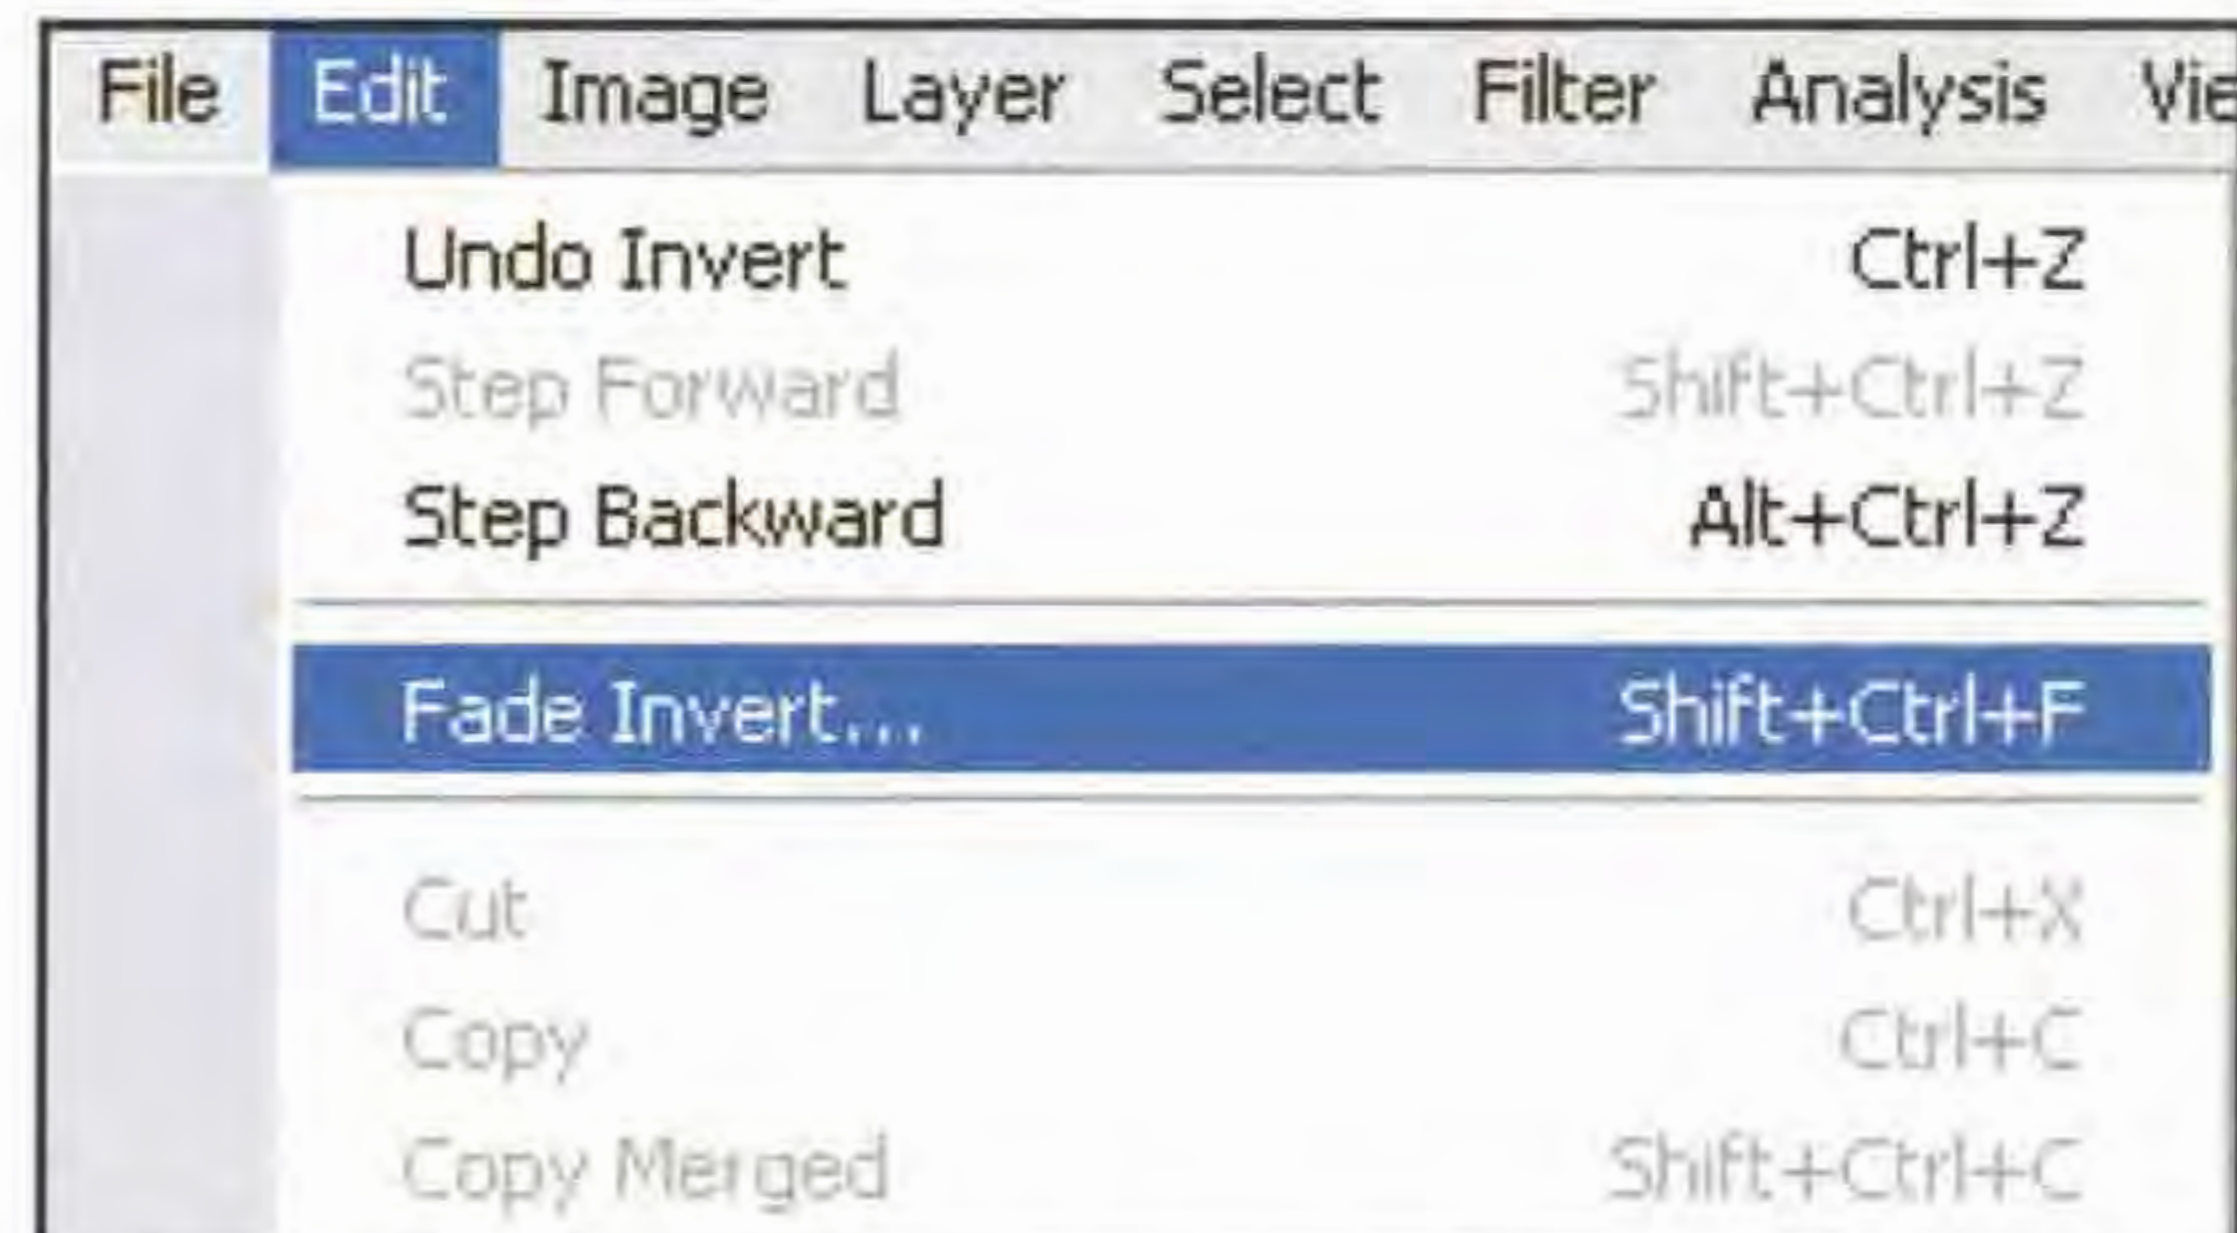 File Edit Image Layer Select Filter Analysis Vie
Undo Invert Ctrl+Z
Step Forward Shift+Ctrl+Z
Step Backward Alt+Ctrl+Z
Fade Invert... Shift+Ctrl+F
Cut Ctrl+X
Copy Ctrl+C
Copy Merged Shift+Ctrl+C